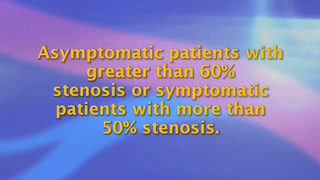 Asymptomatic patients with
greater than 60%
stenosis or symptomatic
patients with more than
50% stenosis.